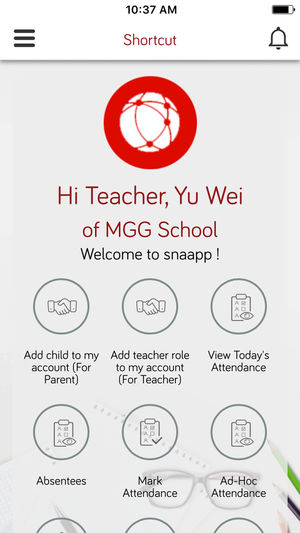 10:37 AM
Shortcut
Hi Teacher, Yu Wei
of MGG School
Welcome to snaapp !
Add child to my
account (For
Parent)
Add teacher role
to my account
(For Teacher)
View Today's
Attendance
Absentees
Mark
Attendance
Ad-Hoc
Attendance